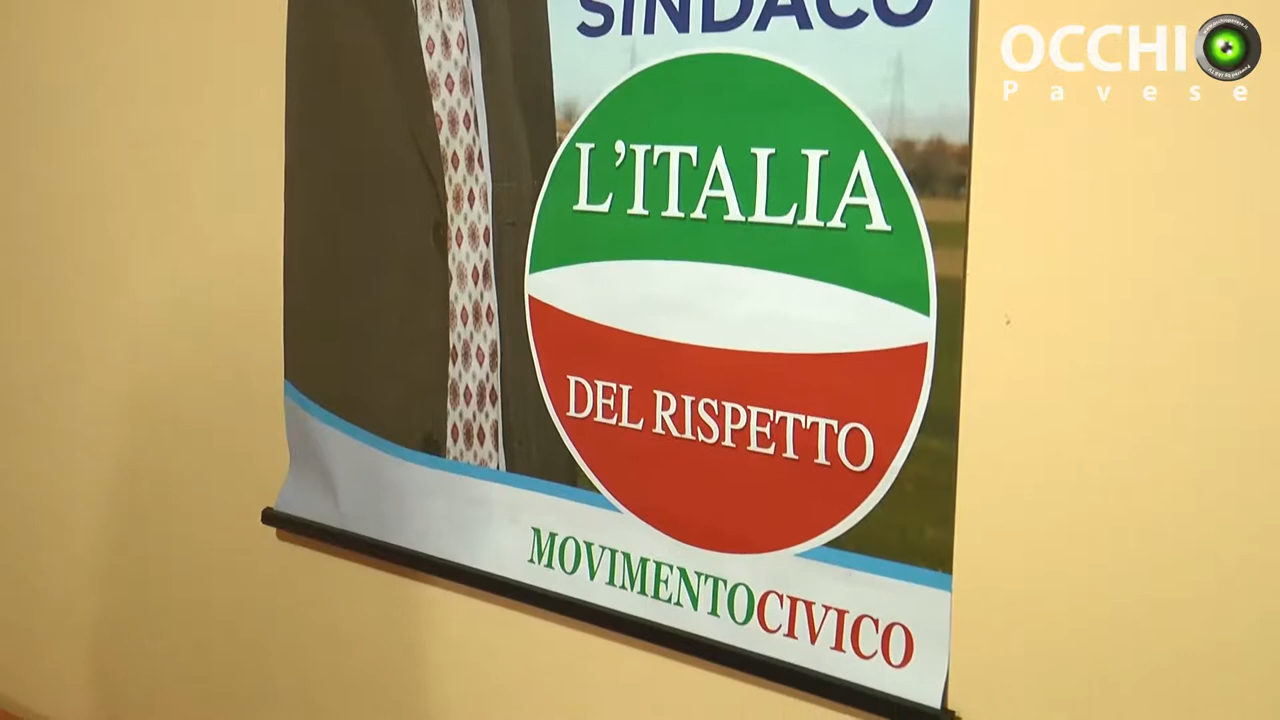 SINDACO
OCCHIO
Pavese
L'ITALIA
DEL RISPETTO
MOVIMENTOCIVICO